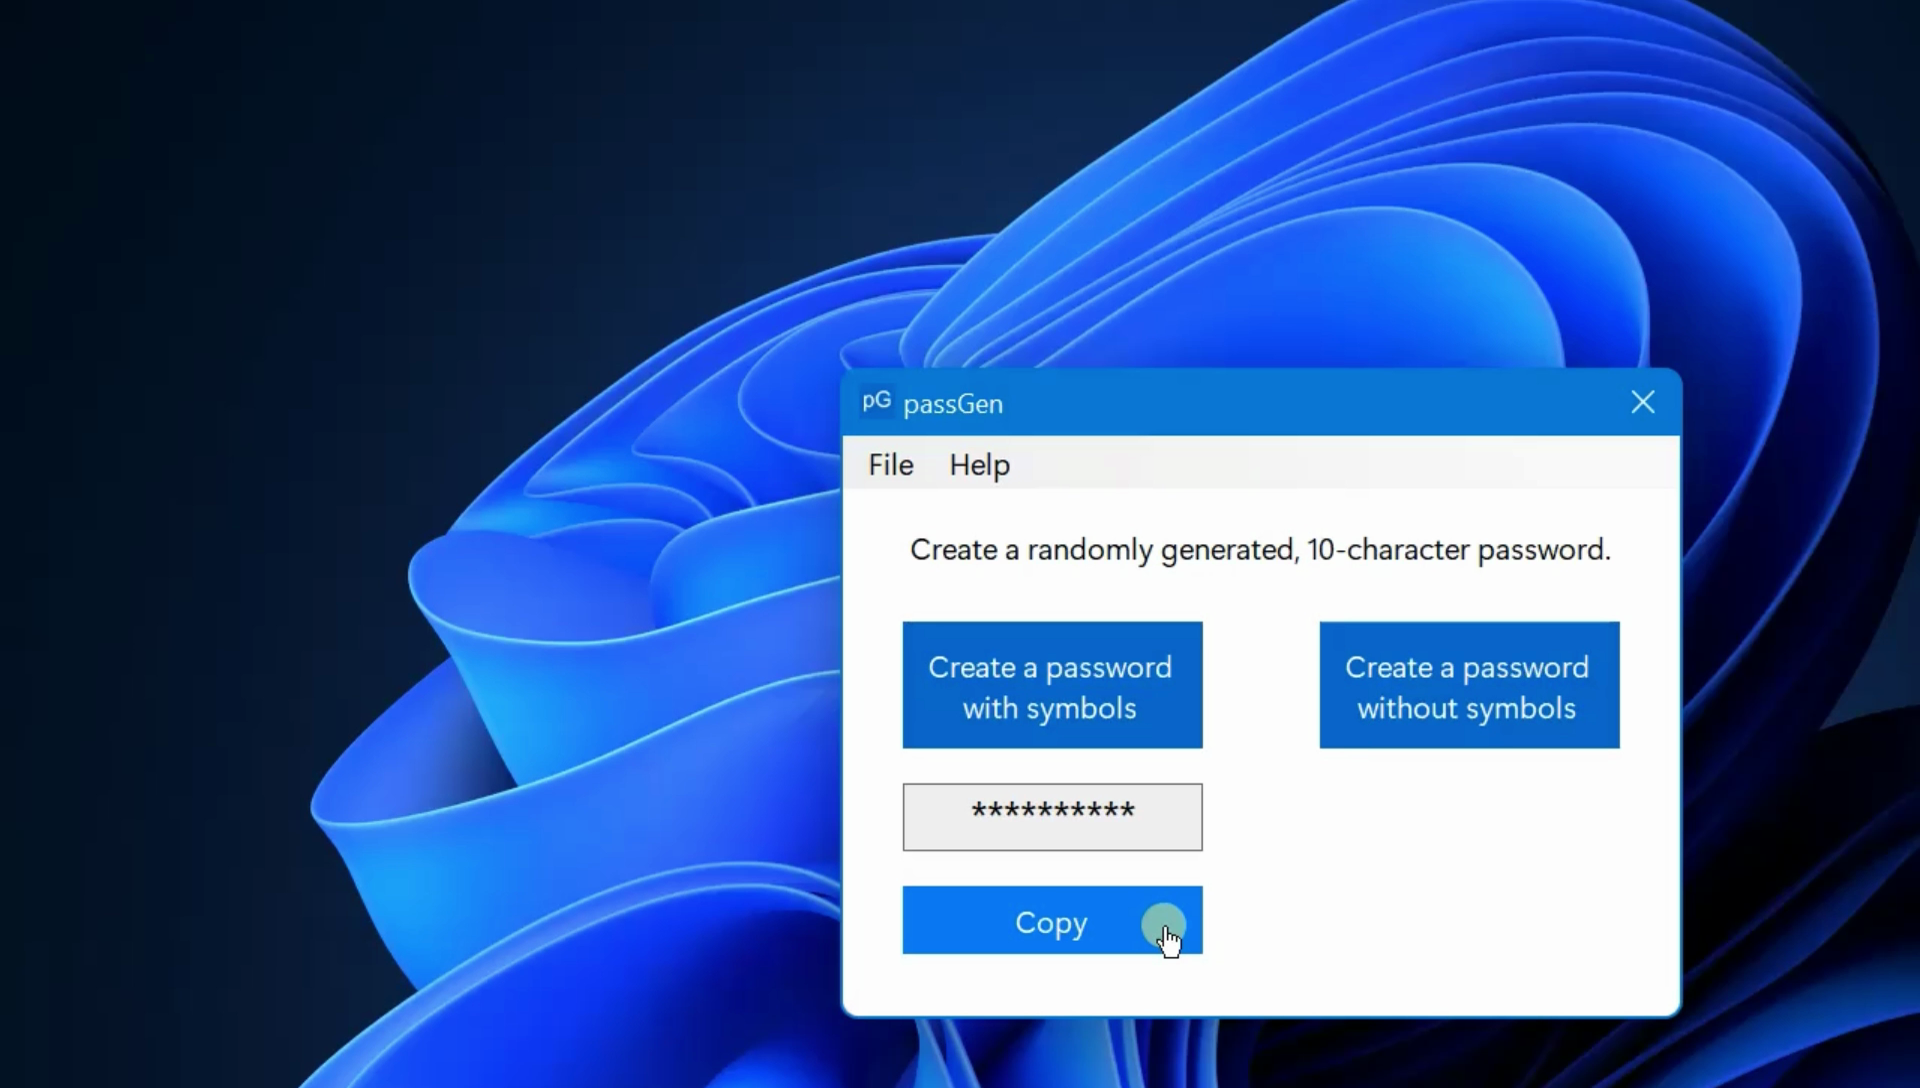 pG passGen
File Help
Create a randomly generated, 10-character password.
Create a password
with symbols
Create a password
without symbols
**********
Copy